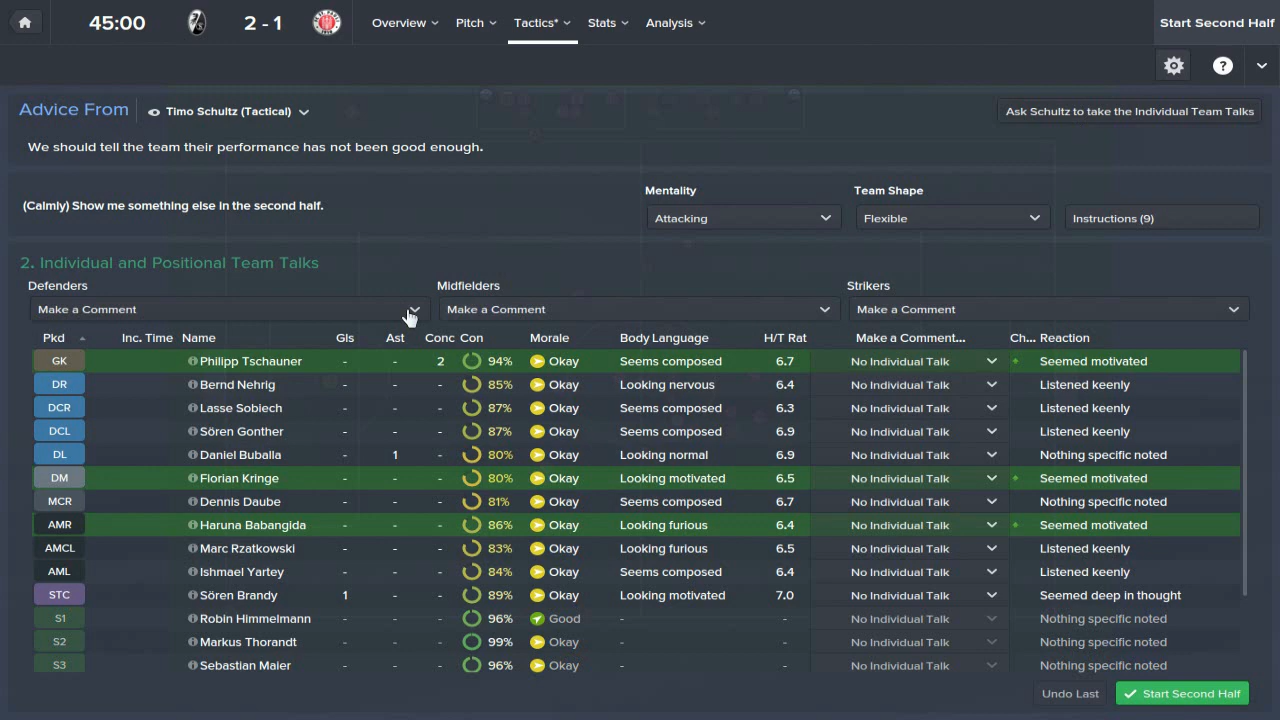 45:00 2 - 1 Overview Pitch Tactics* Stats Analysis Start Second Half
?
Advice From Timo Schultz (Tactical) Ask Schultz to take the Individual Team Talks
We should tell the team their performance has not been good enough.
Mentality Team Shape
(Calmly) Show me something else in the second half.
Attacking Flexible Instructions (9)
2. Individual and Positional Team Talks
Defenders Midfielders Strikers
Make a Comment Make a Comment Make a Comment
Pkd Inc. Time Name Gls Ast Conc Con Morale Body Language H/T Rat Make a Comment... Ch... Reaction
GK Philipp Tschauner - - 2 94% Okay Seems composed 6.7 No Individual Talk Seemed motivated
DR Bernd Nehrig - - - 85% Okay Looking nervous 6.4 No Individual Talk Listened keenly
DCR Lasse Sobiech - - - 87% Okay Seems composed 6.3 No Individual Talk Listened keenly
DCL Sören Gonther - - - 87% Okay Seems composed 6.9 No Individual Talk Listened keenly
DL Daniel Buballa - 1 - 80% Okay Looking normal 6.9 No Individual Talk Nothing specific noted
DM Florian Kringe - - - 80% Okay Looking motivated 6.5 No Individual Talk Seemed motivated
MCR Dennis Daube - - - 81% Okay Seems composed 6.7 No Individual Talk Nothing specific noted
AMR Haruna Babangida - - - 86% Okay Looking furious 6.4 No Individual Talk Seemed motivated
AMCL Marc Rzatkowski - - - 83% Okay Looking furious 6.5 No Individual Talk Listened keenly
AML Ishmael Yartey - - - 84% Okay Seems composed 6.4 No Individual Talk Listened keenly
STC Sören Brandy 1 - - 89% Okay Looking motivated 7.0 No Individual Talk Seemed deep in thought
S1 Robin Himmelmann - - - 96% Good - - No Individual Talk Nothing specific noted
S2 Markus Thorandt - - - 99% Okay - - No Individual Talk Nothing specific noted
S3 Sebastian Maier - - - 96% Okay - - No Individual Talk Nothing specific noted
Undo Last Start Second Half